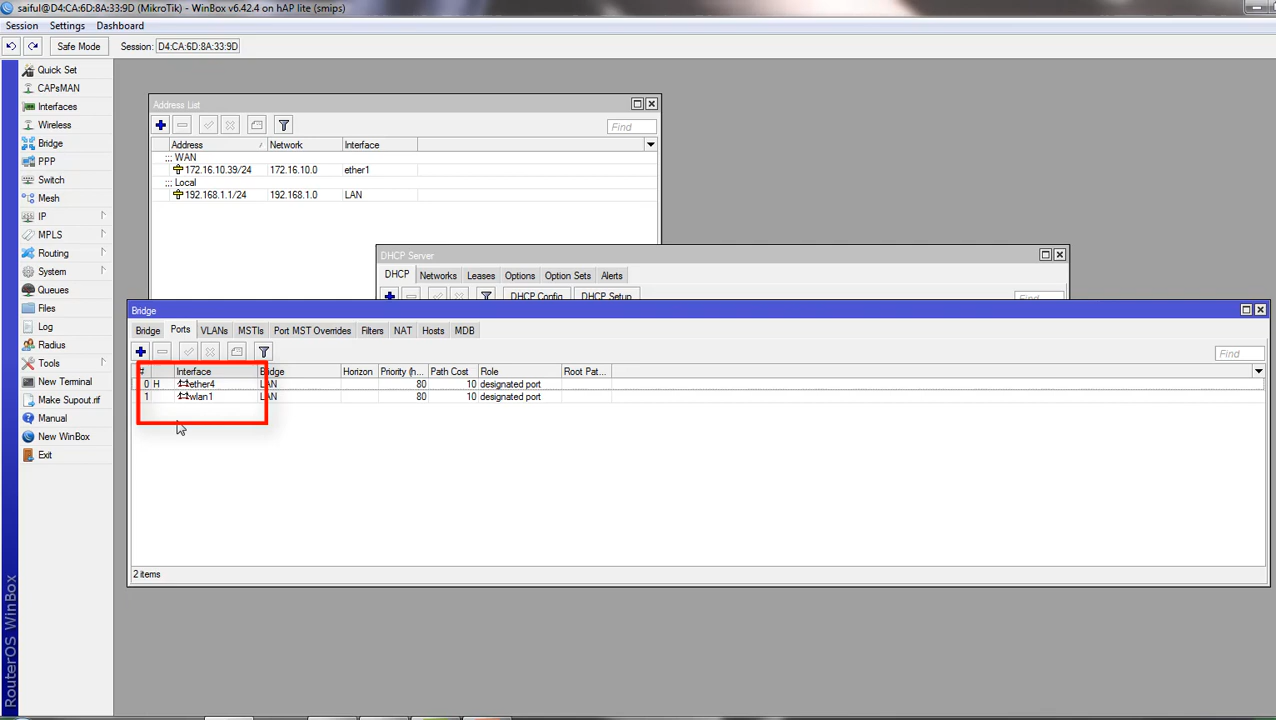 saiful@D4:CA:6D:8A:33:9D (MikroTik) - WinBox v6.42.4 on hAP lite (smips)
Session Settings Dashboard
Safe Mode Session: D4:CA:6D:8A:33:9D
Quick Set
CAPsMAN
Interfaces
Wireless
Bridge
PPP
Switch
Mesh
IP
MPLS
Routing
System
Queues
Files
Log
Radius
Tools
New Terminal
Make Supout.rif
Manual
New WinBox
Exit
RouterOS WinBox
Address List
Find
Address Network Interface
::: WAN
172.16.10.39/24 172.16.10.0 ether1
::: Local
192.168.1.1/24 192.168.1.0 LAN
DHCP Server
DHCP Networks Leases Options Option Sets Alerts
DHCP Config DHCP Setup Find
Bridge
Bridge Ports VLANs MSTIs Port MST Overrides Filters NAT Hosts MDB
Find
# Interface Bridge Horizon Priority (h... Path Cost Role Root Pat...
0 H ether4 LAN 80 10 designated port
1 wlan1 LAN 80 10 designated port
2 items